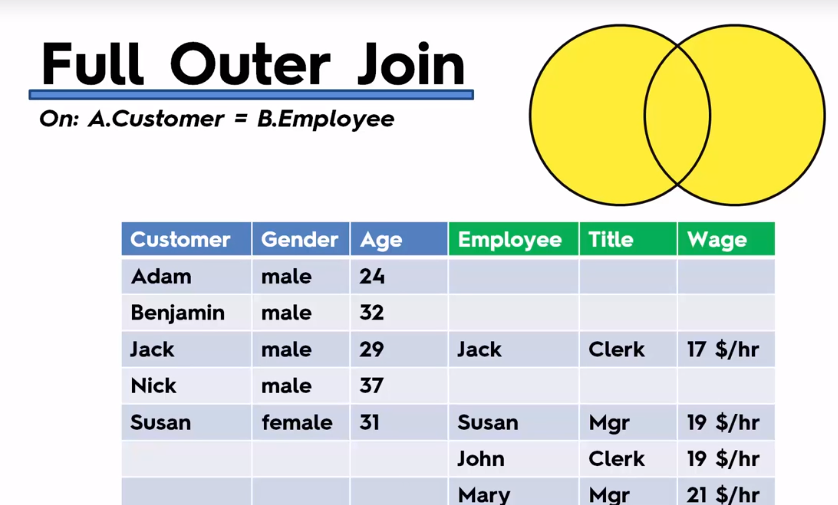 Full Outer Join
On: A.Customer = B.Employee
Customer Gender Age Employee Title Wage
Adam male 24
Benjamin male 32
Jack male 29 Jack Clerk 17 $/hr
Nick male 37
Susan female 31 Susan Mgr 19 $/hr
John Clerk 19 $/hr
Mary Mgr 21 $/hr